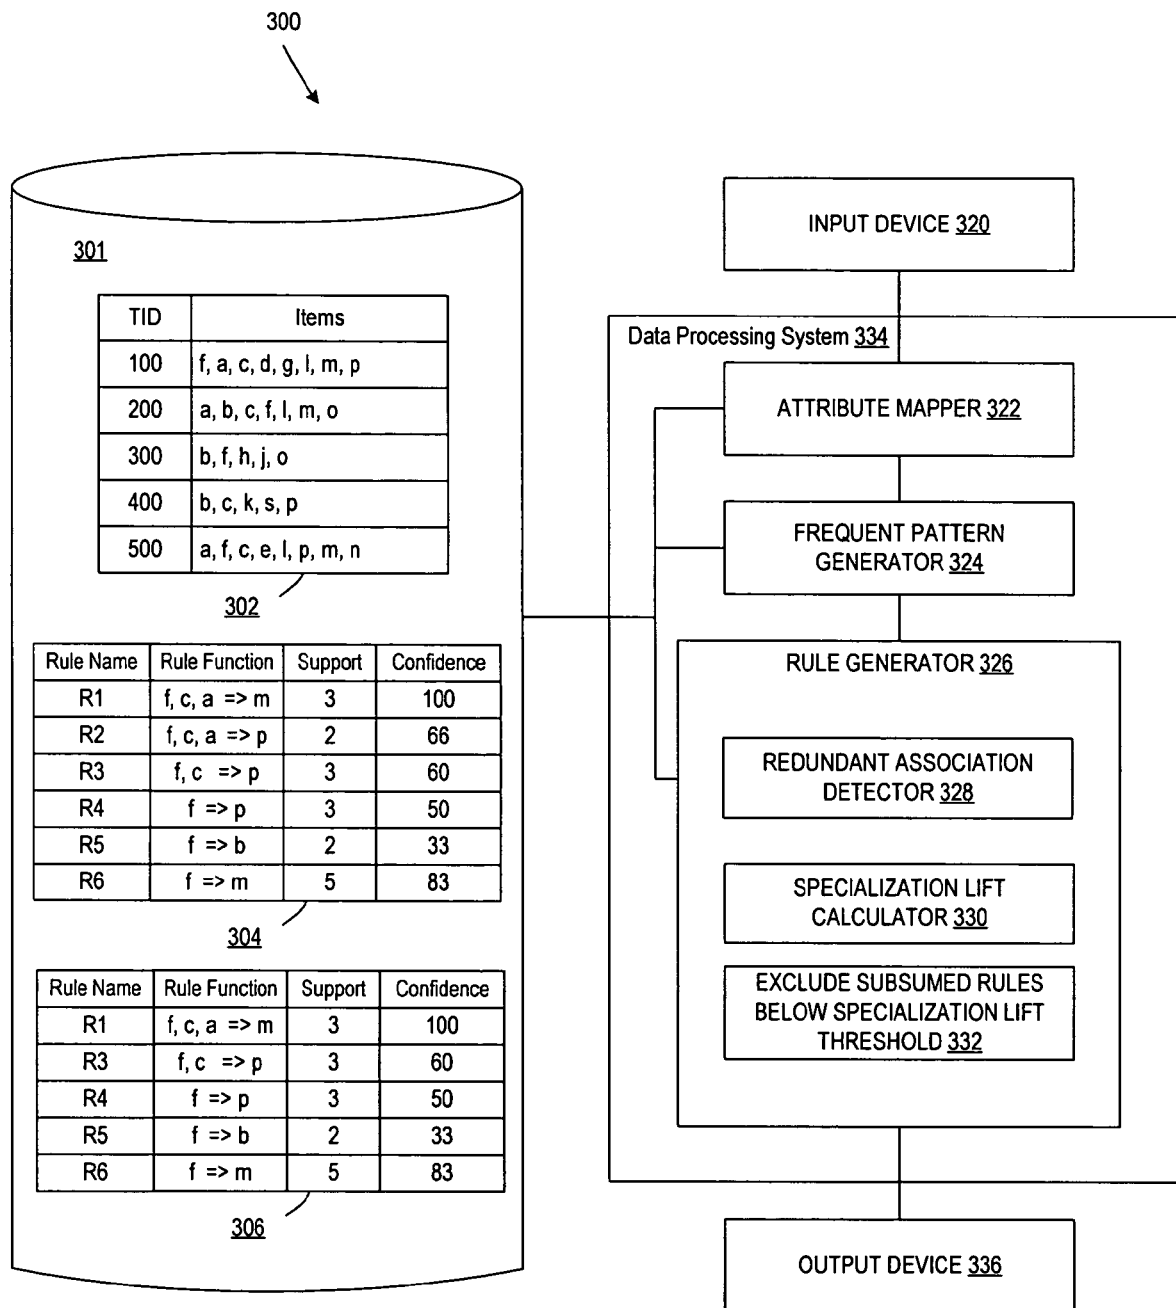 300
301
TID Items
100 f, a, c, d, g, l, m, p
200 a, b, c, f, l, m, o
300 b, f, h, j, o
400 b, c, k, s, p
500 a, f, c, e, l, p, m, n
302
Rule Name Rule Function Support Confidence
R1 f, c, a => m 3 100
R2 f, c, a => p 2 66
R3 f, c => p 3 60
R4 f => p 3 50
R5 f => b 2 33
R6 f => m 5 83
304
Rule Name Rule Function Support Confidence
R1 f, c, a => m 3 100
R3 f, c => p 3 60
R4 f => p 3 50
R5 f => b 2 33
R6 f => m 5 83
306
INPUT DEVICE 320
Data Processing System 334
ATTRIBUTE MAPPER 322
FREQUENT PATTERN
GENERATOR 324
RULE GENERATOR 326
REDUNDANT ASSOCIATION
DETECTOR 328
SPECIALIZATION LIFT
CALCULATOR 330
EXCLUDE SUBSUMED RULES
BELOW SPECIALIZATION LIFT
THRESHOLD 332
OUTPUT DEVICE 336